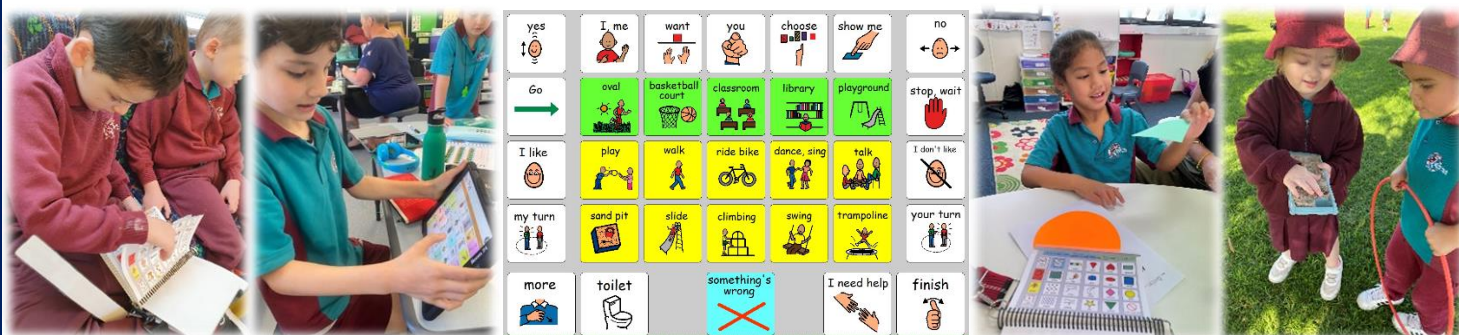 yes
I, me
want
you
choose
show me
no
Go
oval
basketball
court
classroom
library
playground
stop, wait
I like
play
walk
ride bike
dance, sing
talk
I don't like
my turn
sand pit
slide
climbing
swing
trampoline
your turn
more
toilet
something's
wrong
I need help
finish